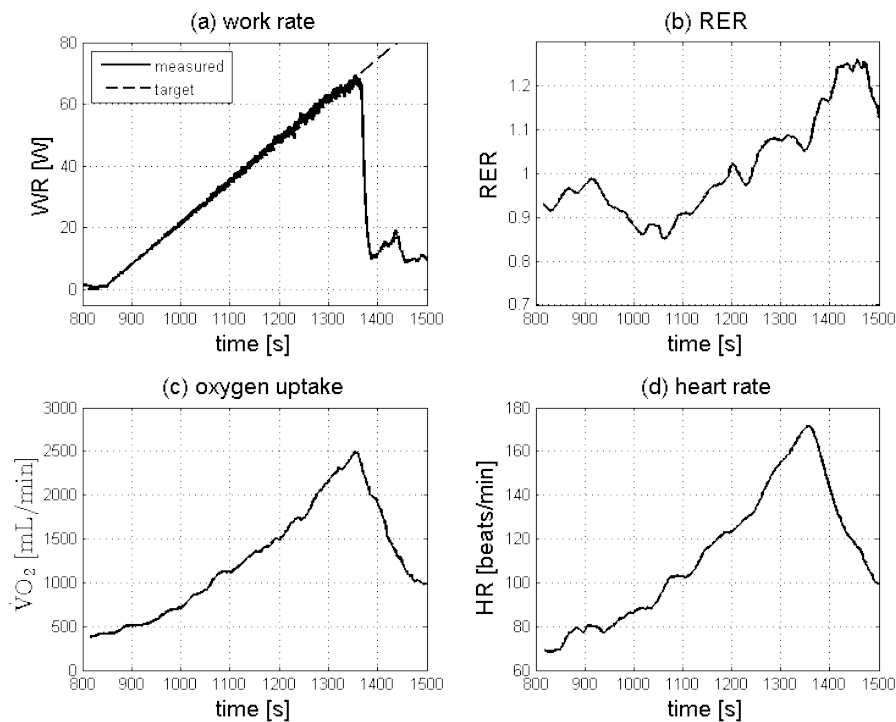 (a) work rate
80
60
40
20
0
WR [W]
measured
target
800 900 1000 1100 1200 1300 1400 1500
time [s]
(b) RER
1.2
1.1
1
0.9
0.8
0.7
RER
800 900 1000 1100 1200 1300 1400 1500
time [s]
(c) oxygen uptake
3000
2500
2000
1500
1000
500
0
V̇O₂ [mL/min]
800 900 1000 1100 1200 1300 1400 1500
time [s]
(d) heart rate
180
160
140
120
100
80
60
HR [beats/min]
800 900 1000 1100 1200 1300 1400 1500
time [s]